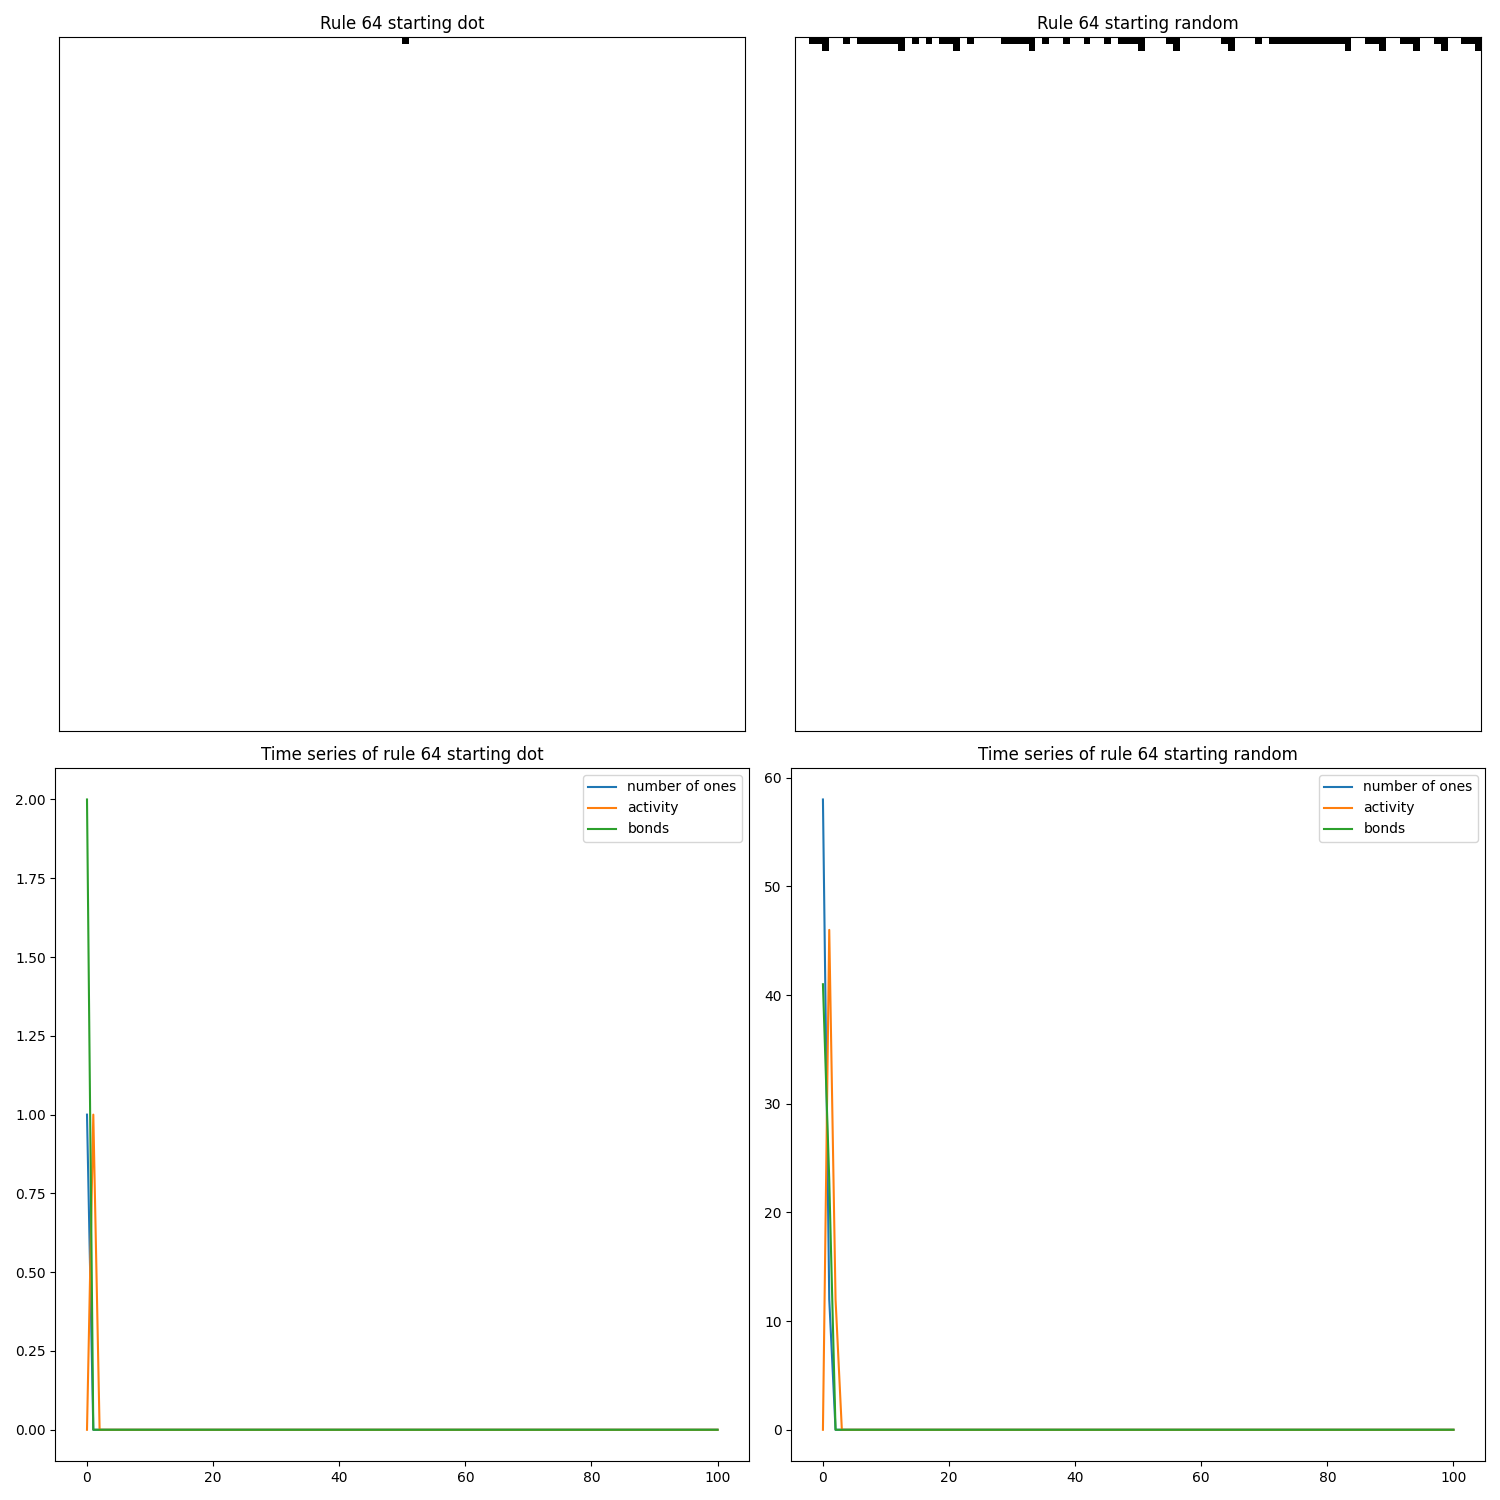 Rule 64 starting dot
Rule 64 starting random
Time series of rule 64 starting dot
2.00
1.75
1.50
1.25
1.00
0.75
0.50
0.25
0.00
0 20 40 60 80 100
number of ones
activity
bonds
Time series of rule 64 starting random
60
50
40
30
20
10
0
0 20 40 60 80 100
number of ones
activity
bonds